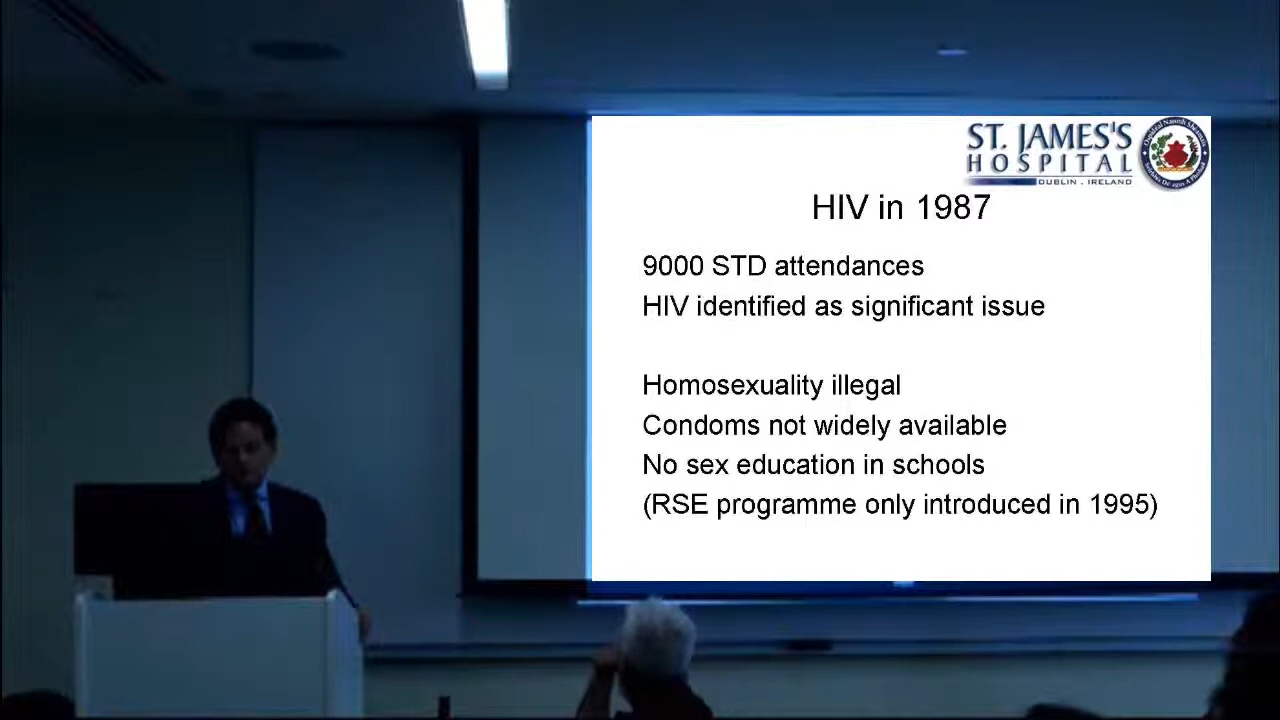 ST. JAMES'S
HOSPITAL
DUBLIN . IRELAND
HIV in 1987
9000 STD attendances
HIV identified as significant issue
Homosexuality illegal
Condoms not widely available
No sex education in schools
(RSE programme only introduced in 1995)